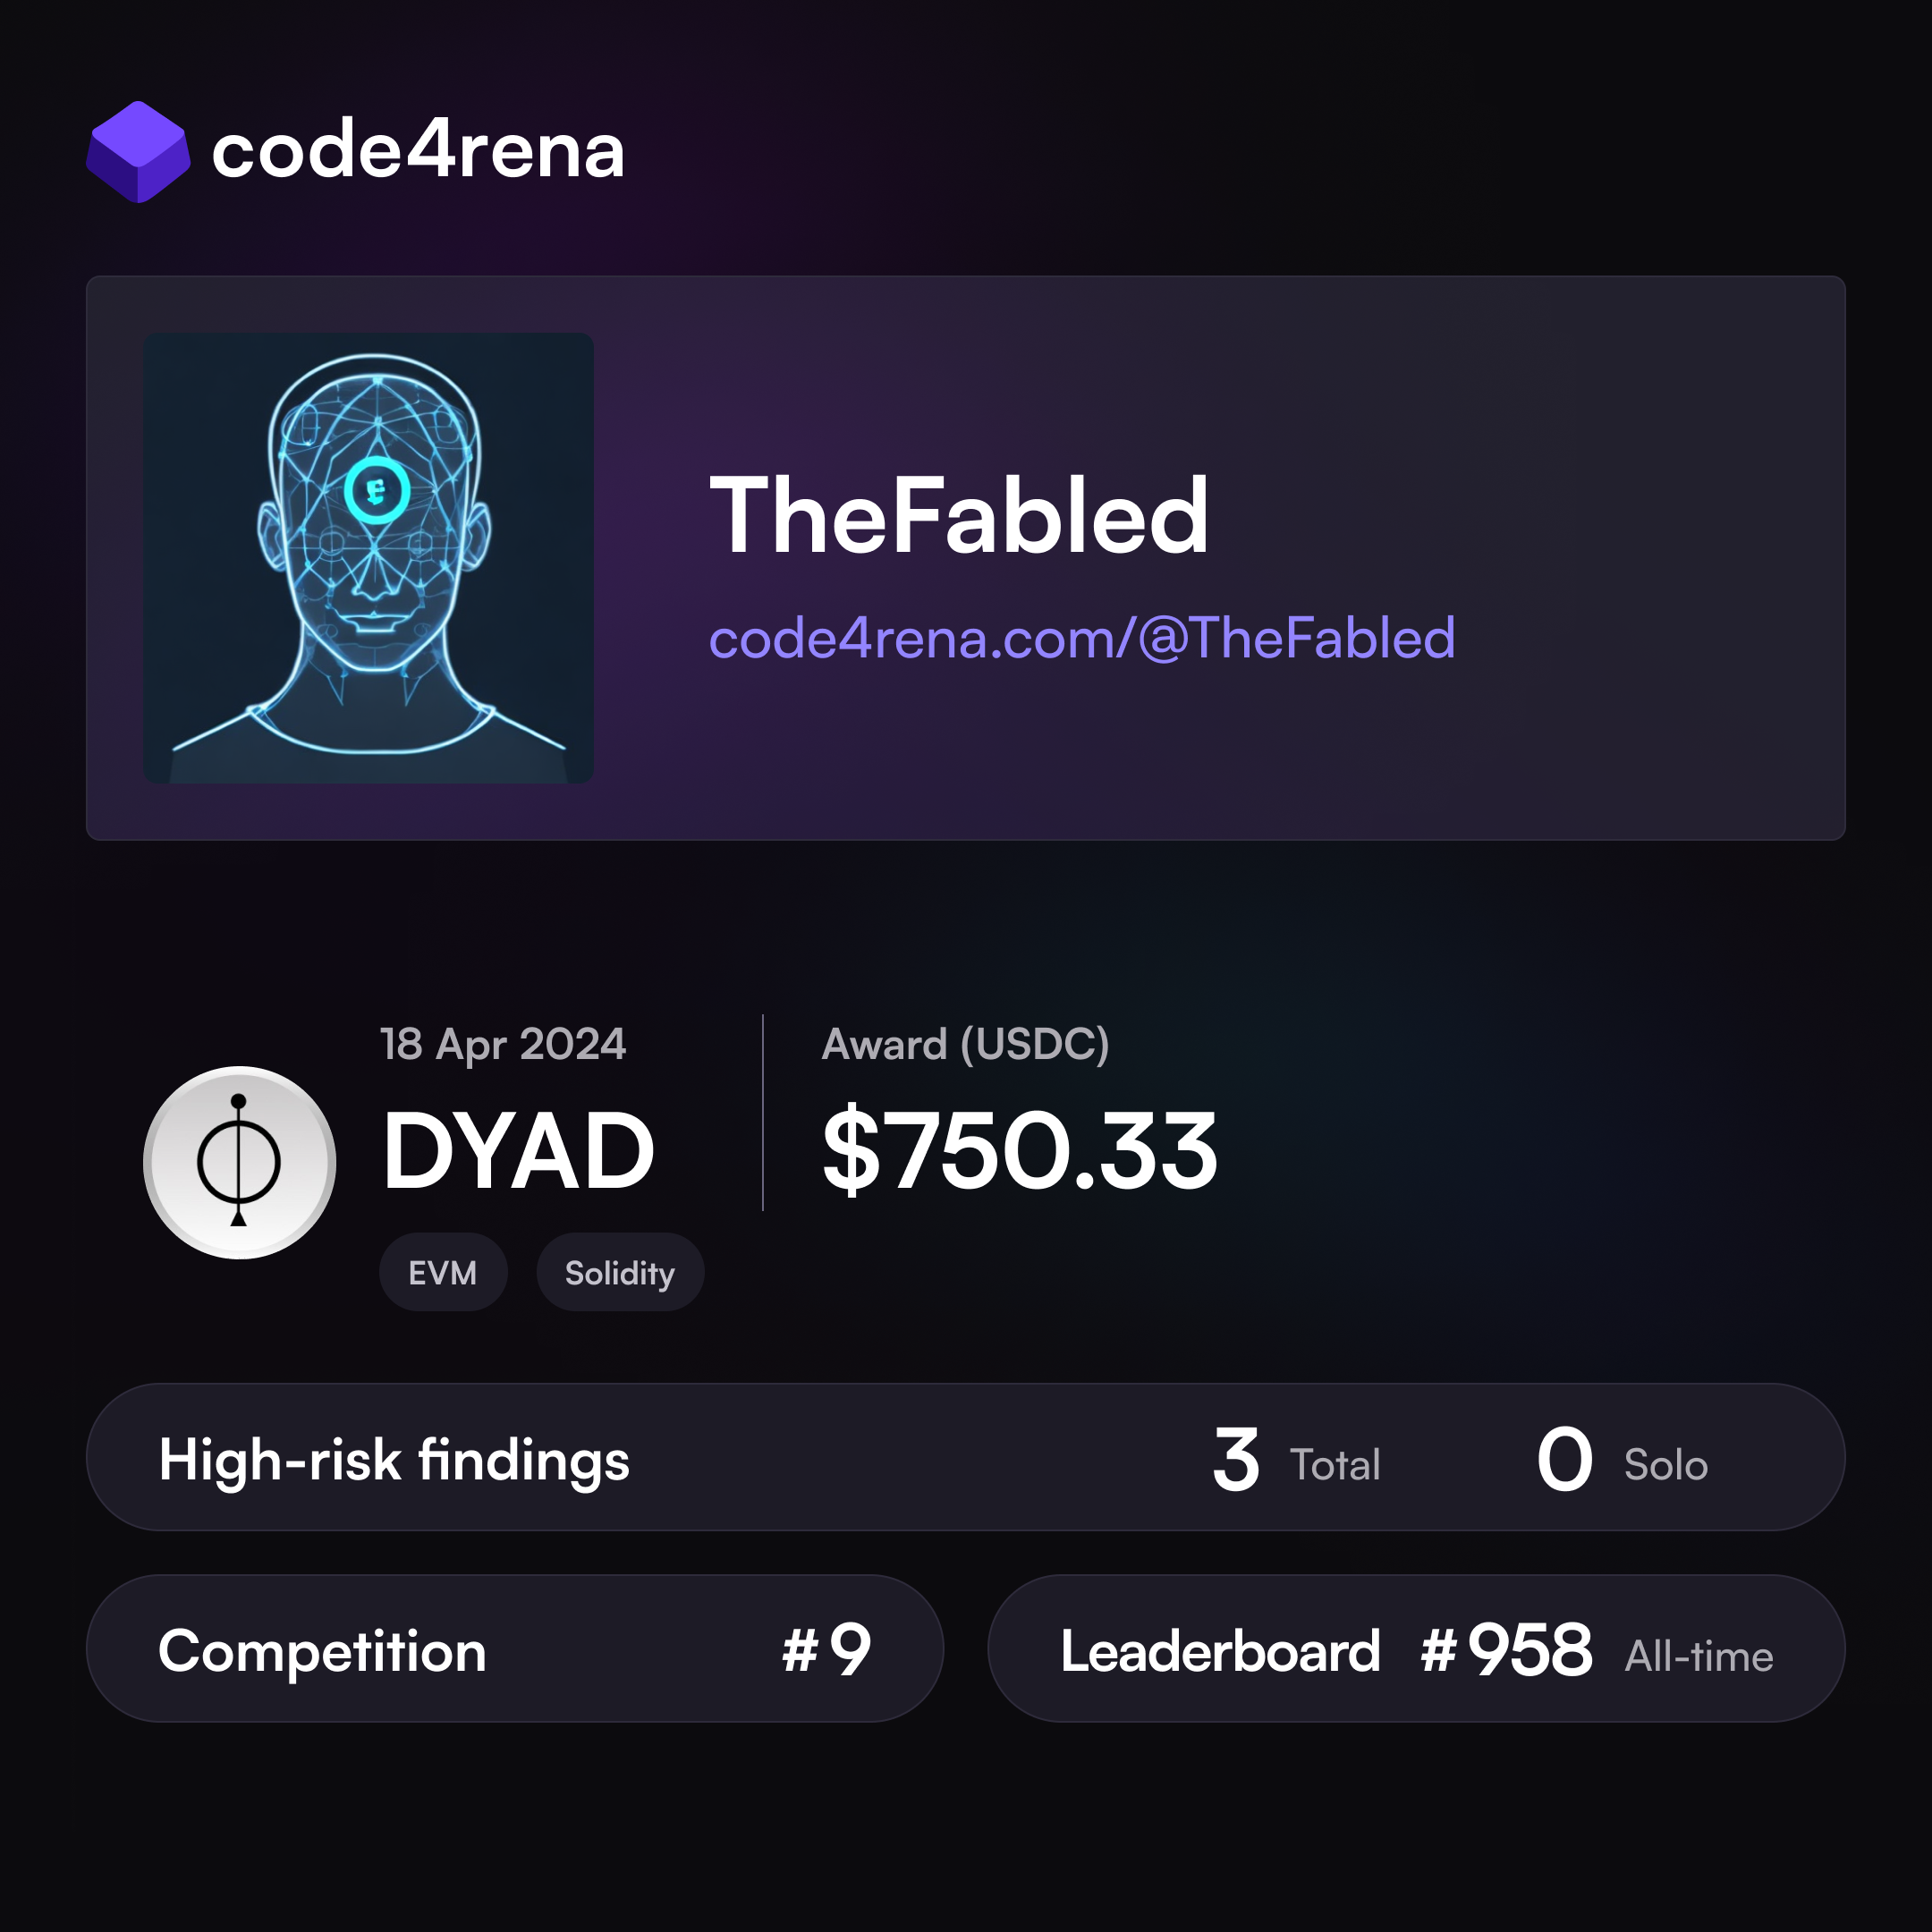 code4rena
TheFabled
code4rena.com/@TheFabled
18 Apr 2024
DYAD
EVM Solidity
Award (USDC)
$750.33
High-risk findings 3 Total 0 Solo
Competition #9
Leaderboard #958 All-time